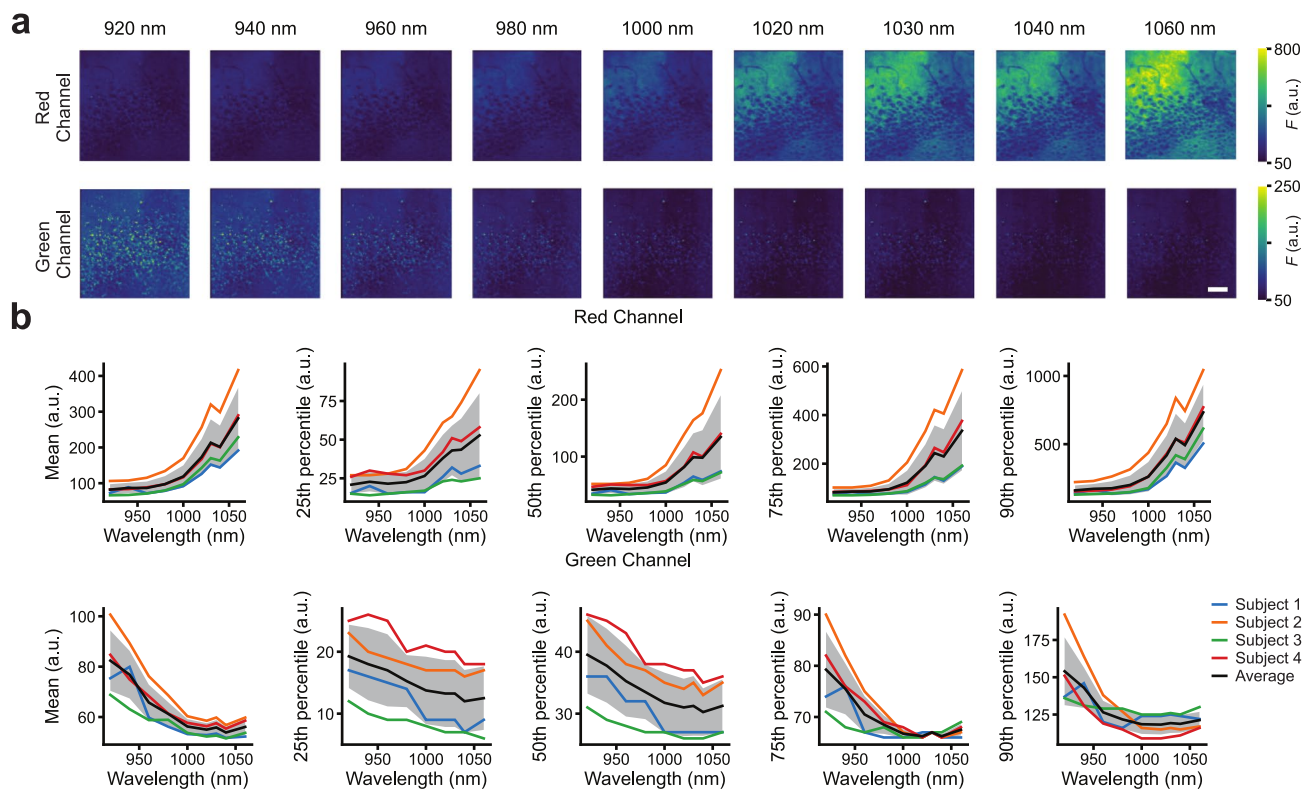 a
920 nm 940 nm 960 nm 980 nm 1000 nm 1020 nm 1030 nm 1040 nm 1060 nm
Red
Channel
800
F (a.u.)
50
Green
Channel
250
F (a.u.)
50
b
Red Channel
Mean (a.u.)
400
300
200
100
950 1000 1050
Wavelength (nm)
25th percentile (a.u.)
75
50
25
950 1000 1050
Wavelength (nm)
50th percentile (a.u.)
200
100
950 1000 1050
Wavelength (nm)
75th percentile (a.u.)
600
400
200
950 1000 1050
Wavelength (nm)
90th percentile (a.u.)
1000
500
950 1000 1050
Wavelength (nm)
Green Channel
Mean (a.u.)
100
80
60
950 1000 1050
Wavelength (nm)
25th percentile (a.u.)
20
10
950 1000 1050
Wavelength (nm)
50th percentile (a.u.)
40
30
950 1000 1050
Wavelength (nm)
75th percentile (a.u.)
90
80
70
950 1000 1050
Wavelength (nm)
90th percentile (a.u.)
175
150
125
950 1000 1050
Wavelength (nm)
Subject 1
Subject 2
Subject 3
Subject 4
Average